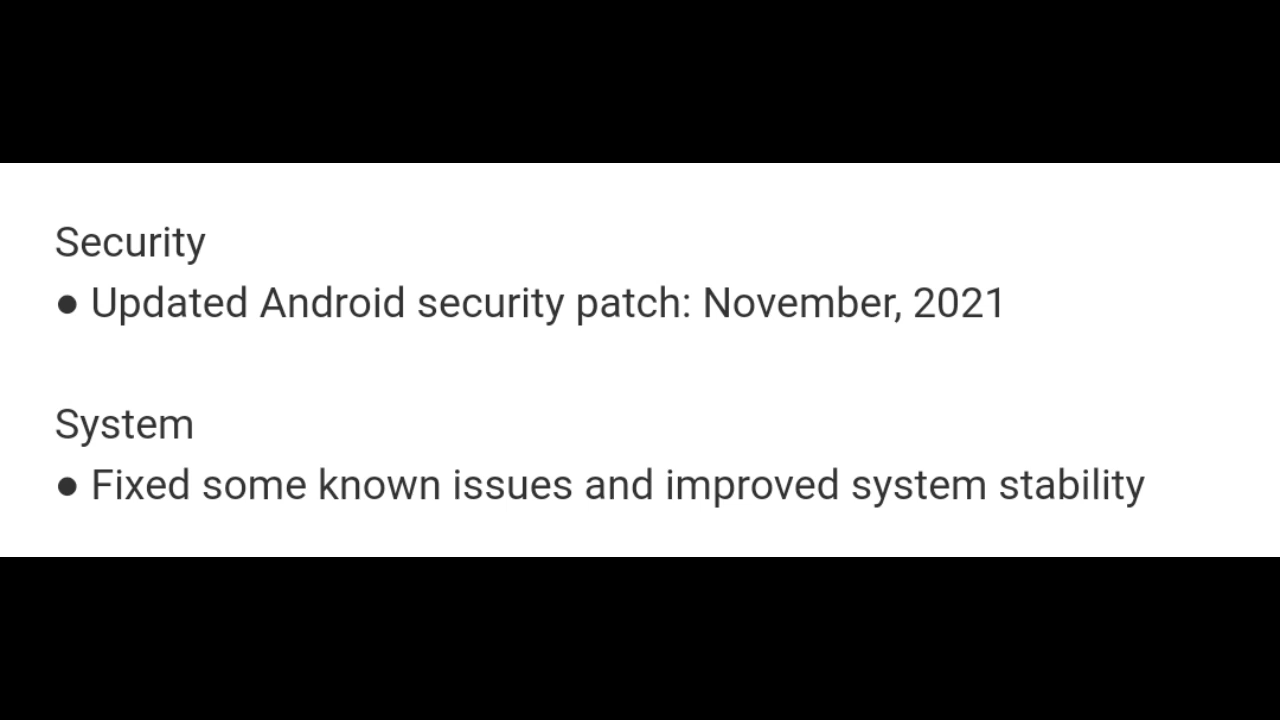 Security
● Updated Android security patch: November, 2021
System
● Fixed some known issues and improved system stability